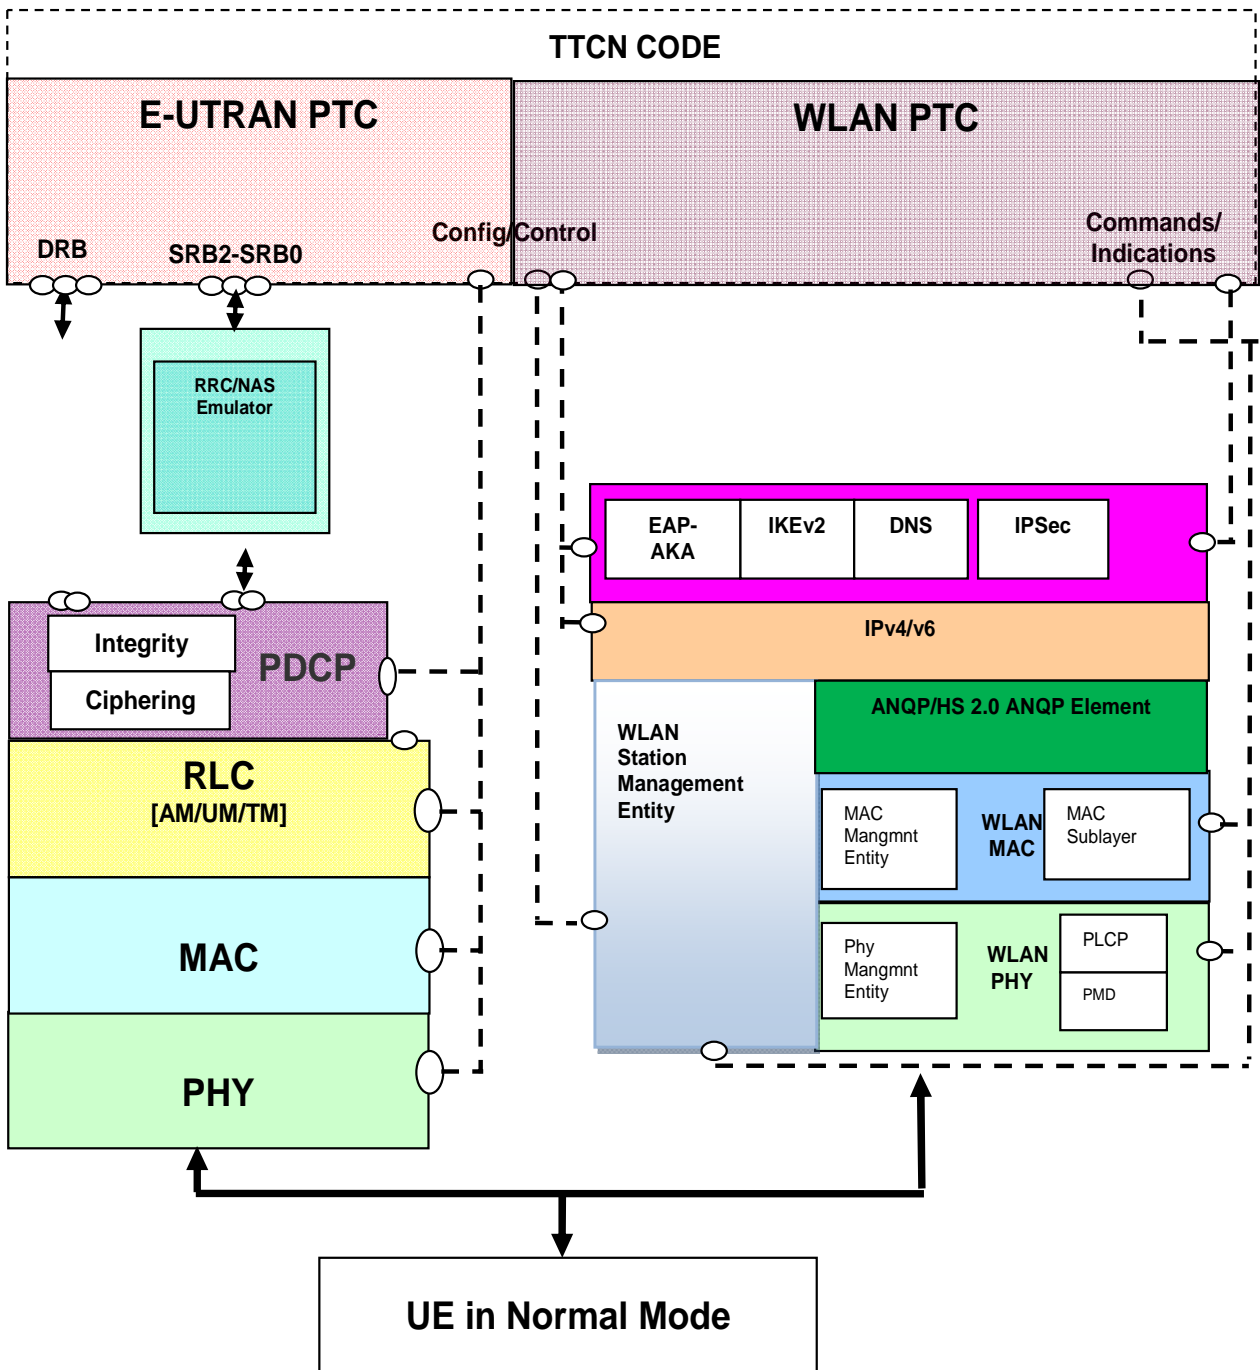 TTCN CODE
E-UTRAN PTC
WLAN PTC
DRB
SRB2-SRB0
Config/Control
Commands/
Indications
RRC/NAS
Emulator
EAP-
AKA
IKEv2
DNS
IPSec
IPv4/v6
Integrity
Ciphering
PDCP
ANQP/HS 2.0 ANQP Element
WLAN
Station
Management
Entity
RLC
[AM/UM/TM]
MAC
Mangmnt
Entity
WLAN
MAC
MAC
Sublayer
MAC
Phy
Mangmnt
Entity
WLAN
PHY
PLCP
PMD
PHY
UE in Normal Mode